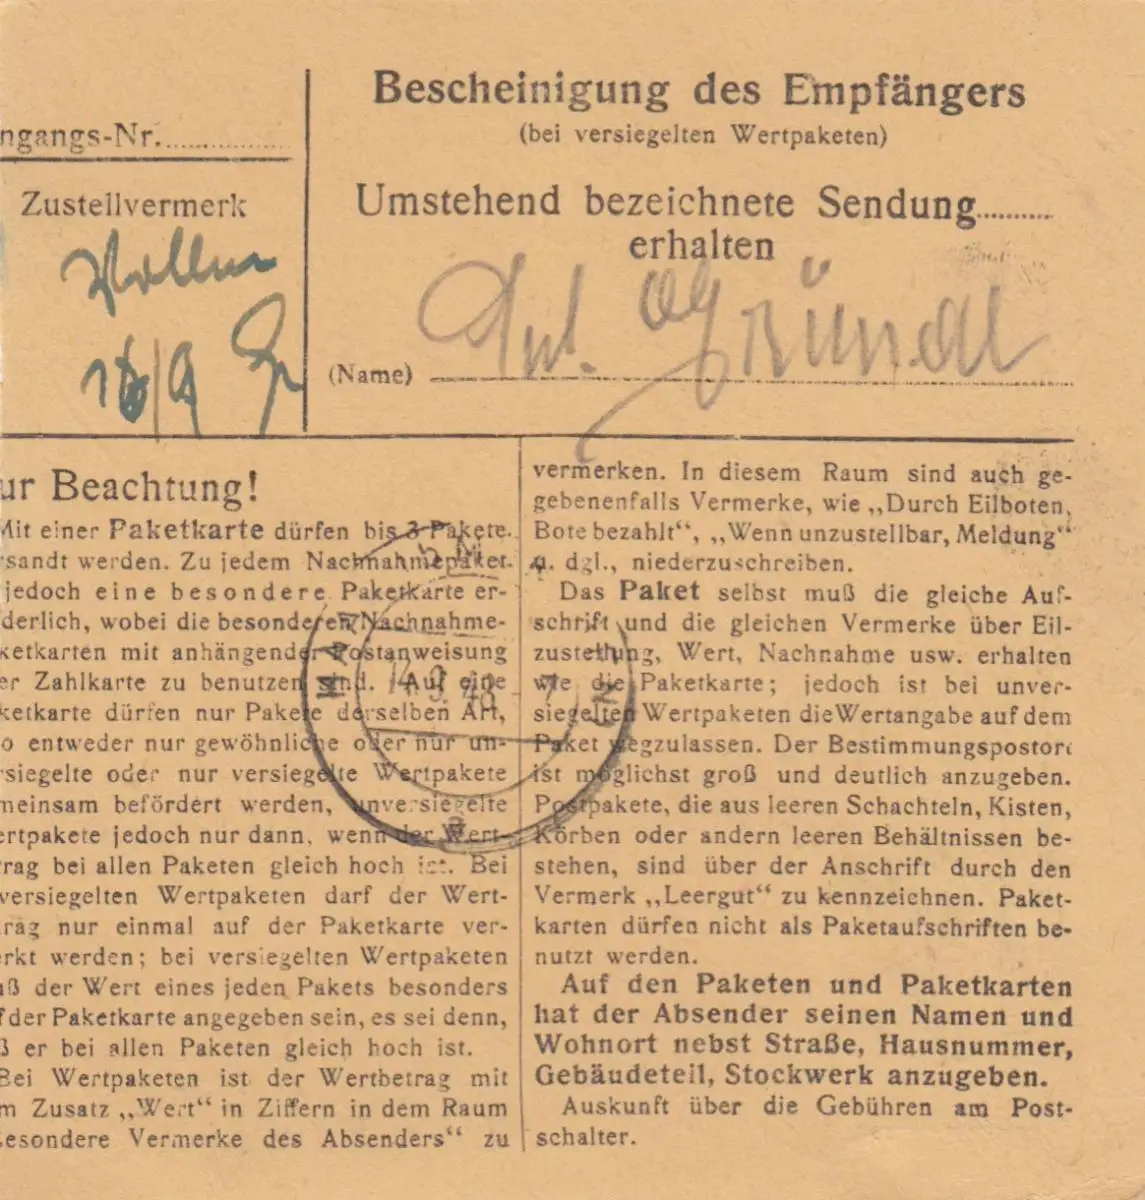 ngangs-Nr.
Zustellvermerk
16/9
Bescheinigung des Empfängers
(bei versiegelten Wertpaketen)
Umstehend bezeichnete Sendung
erhalten
(Name) Ant. Gründl
ur Beachtung!
Mit einer Paketkarte dürfen bis 3 Pakete
rsandt werden. Zu jedem Nachnahmepaket
jedoch eine besondere Paketkarte er-
derlich, wobei die besonderen Nachnahme-
ketkarten mit anhängender Postanweisung
er Zahlkarte zu benutzen sind. Auf eine
ketkarte dürfen nur Pakete derselben Art,
o entweder nur gewöhnliche oder nur un-
rsiegelte oder nur versiegelte Wertpakete
meinsam befördert werden, unversiegelte
ertpakete jedoch nur dann, wenn der Wert-
trag bei allen Paketen gleich hoch ist. Bei
versiegelten Wertpaketen darf der Wert-
trag nur einmal auf der Paketkarte ver-
erkt werden; bei versiegelten Wertpaketen
uß der Wert eines jeden Pakets besonders
f der Paketkarte angegeben sein, es sei denn,
ß er bei allen Paketen gleich hoch ist.
Bei Wertpaketen ist der Wertbetrag mit
m Zusatz „Wert“ in Ziffern in dem Raum
Besondere Vermerke des Absenders“ zu
vermerken. In diesem Raum sind auch ge-
gebenenfalls Vermerke, wie „Durch Eilboten,
Bote bezahlt“, „Wenn unzustellbar, Meldung“
u. dgl., niederzuschreiben.
Das Paket selbst muß die gleiche Auf-
schrift und die gleichen Vermerke über Eil-
zustellung, Wert, Nachnahme usw. erhalten
wie die Paketkarte; jedoch ist bei unver-
siegelten Wertpaketen die Wertangabe auf dem
Paket wegzulassen. Der Bestimmungspostort
ist möglichst groß und deutlich anzugeben.
Postpakete, die aus leeren Schachteln, Kisten,
Körben oder andern leeren Behältnissen be-
stehen, sind über der Anschrift durch den
Vermerk „Leergut“ zu kennzeichnen. Paket-
karten dürfen nicht als Paketaufschriften be-
nutzt werden.
Auf den Paketen und Paketkarten
hat der Absender seinen Namen und
Wohnort nebst Straße, Hausnummer,
Gebäudeteil, Stockwerk anzugeben.
Auskunft über die Gebühren am Post-
schalter.